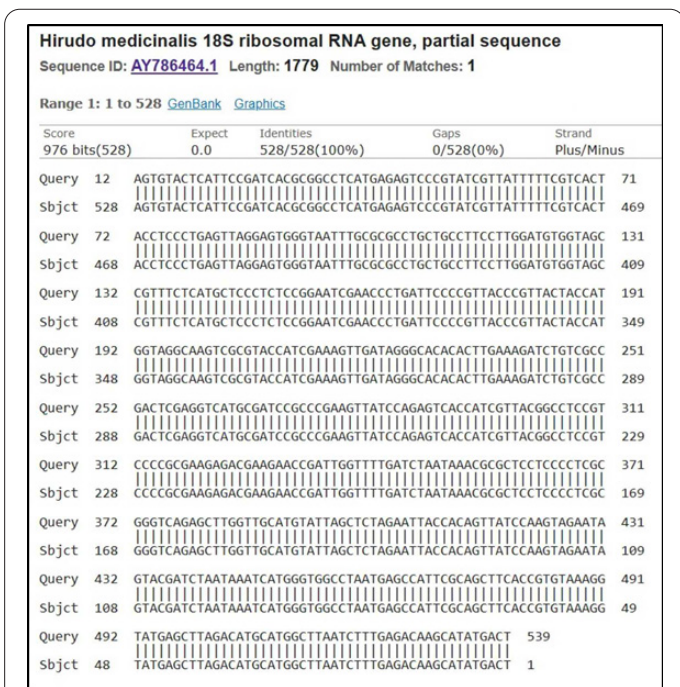 Hirudo medicinalis 18S ribosomal RNA gene, partial sequence
Sequence ID: AY786464.1 Length: 1779 Number of Matches: 1
Range 1: 1 to 528 GenBank Graphics
Score Expect Identities Gaps Strand
976 bits(528) 0.0 528/528(100%) 0/528(0%) Plus/Minus
Query 12 AGTGTACTCATTCCGATCACGCGGCCTCATGAGAGTCCCGTATCGTTATTTTTCGTCACT 71
Sbjct 528 AGTGTACTCATTCCGATCACGCGGCCTCATGAGAGTCCCGTATCGTTATTTTTCGTCACT 469
Query 72 ACCTCCCTGAGTTAGGAGTGGGTAATTTGCGCGCCTGCTGCCTTCCTTGGATGTGGTAGC 131
Sbjct 468 ACCTCCCTGAGTTAGGAGTGGGTAATTTGCGCGCCTGCTGCCTTCCTTGGATGTGGTAGC 409
Query 132 CGTTTCTCATGCTCCCTCTCCGGAATCGAACCCTGATTCCCCGTTACCCGTTACTACCAT 191
Sbjct 408 CGTTTCTCATGCTCCCTCTCCGGAATCGAACCCTGATTCCCCGTTACCCGTTACTACCAT 349
Query 192 GGTAGGCAAGTCGCGTACCATCGAAAGTTGATAGGGCACACACTTGAAAGATCTGTCGCC 251
Sbjct 348 GGTAGGCAAGTCGCGTACCATCGAAAGTTGATAGGGCACACACTTGAAAGATCTGTCGCC 289
Query 252 GACTCGAGGTCATGCGATCCGCCCGAAGTTATCCAGAGTCACCATCGTTACGGCCTCCGT 311
Sbjct 288 GACTCGAGGTCATGCGATCCGCCCGAAGTTATCCAGAGTCACCATCGTTACGGCCTCCGT 229
Query 312 CCCCGCGAAGAGACGAAGAACCGATTGGTTTTGATCTAATAAACGCGCTCCTCCCCTCGC 371
Sbjct 228 CCCCGCGAAGAGACGAAGAACCGATTGGTTTTGATCTAATAAACGCGCTCCTCCCCTCGC 169
Query 372 GGGTCAGAGCTTGGTTGCATGTATTAGCTCTAGAATTACCACAGTTATCCAAGTAGAATA 431
Sbjct 168 GGGTCAGAGCTTGGTTGCATGTATTAGCTCTAGAATTACCACAGTTATCCAAGTAGAATA 109
Query 432 GTACGATCTAATAAATCATGGGTGGCCTAATGAGCCATTCGCAGCTTCACCGTGTAAAGG 491
Sbjct 108 GTACGATCTAATAAATCATGGGTGGCCTAATGAGCCATTCGCAGCTTCACCGTGTAAAGG 49
Query 492 TATGAGCTTAGACATGCATGGCTTAATCTTTGAGACAAGCATATGACT 539
Sbjct 48 TATGAGCTTAGACATGCATGGCTTAATCTTTGAGACAAGCATATGACT 1